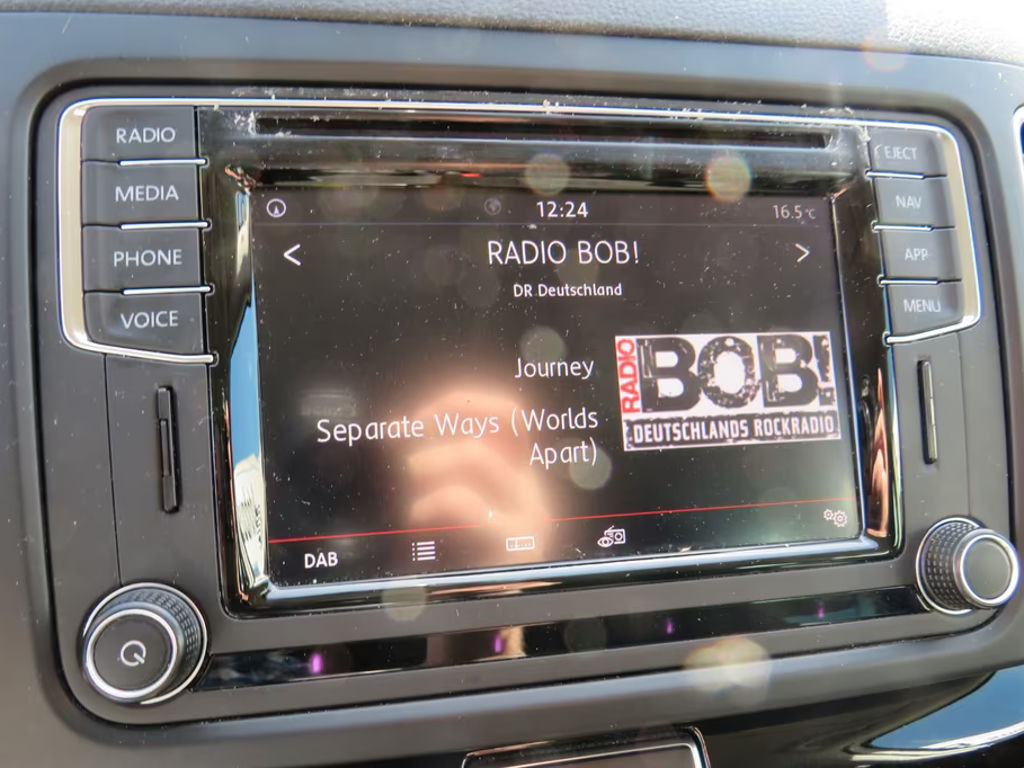 RADIO
MEDIA
PHONE
VOICE
EJECT
NAV
APP
MENU
12:24
16.5°C
< RADIO BOB! >
DR Deutschland
Journey
Separate Ways (Worlds
Apart)
RADIO
BOB!
DEUTSCHLANDS ROCKRADIO
DAB